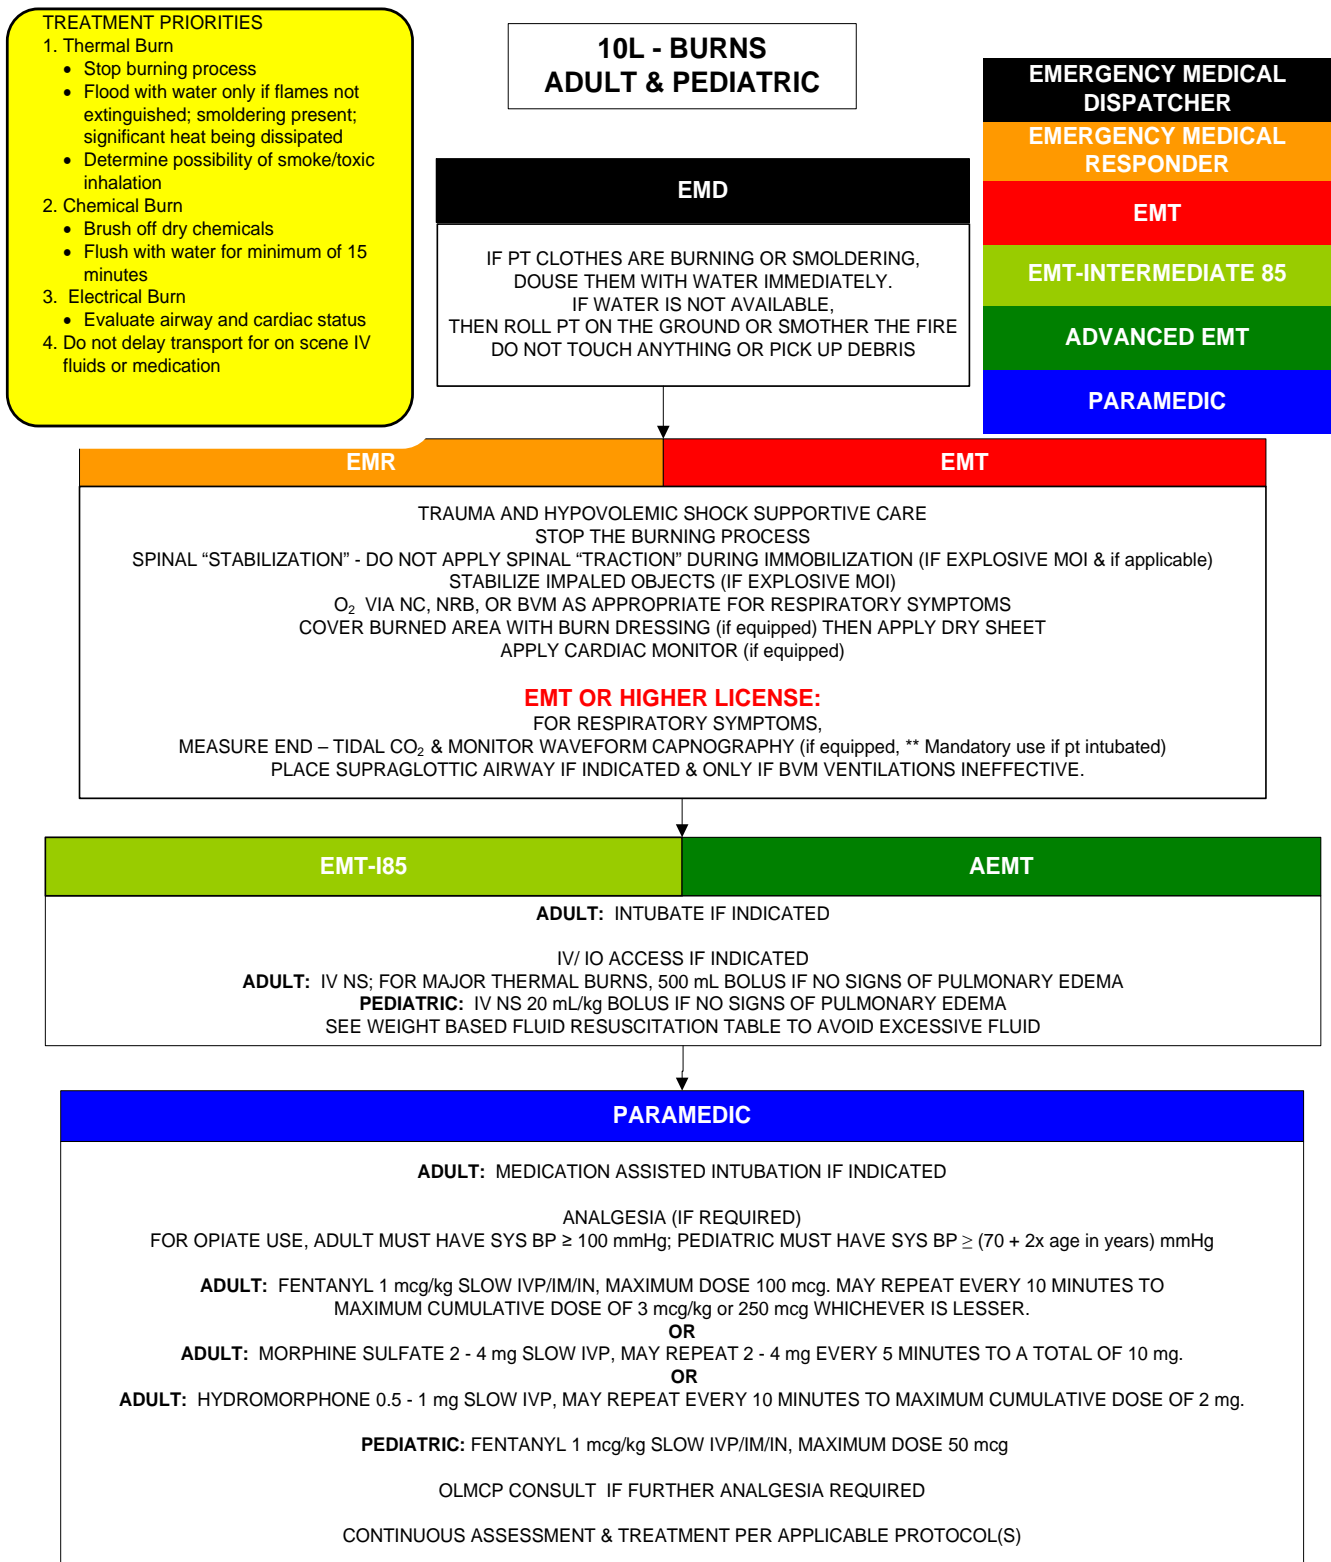 TREATMENT PRIORITIES
1. Thermal Burn
• Stop burning process
• Flood with water only if flames not
extinguished; smoldering present;
significant heat being dissipated
• Determine possibility of smoke/toxic
inhalation
2. Chemical Burn
• Brush off dry chemicals
• Flush with water for minimum of 15
minutes
3. Electrical Burn
• Evaluate airway and cardiac status
4. Do not delay transport for on scene IV
fluids or medication
10L - BURNS
ADULT & PEDIATRIC
EMERGENCY MEDICAL
DISPATCHER
EMERGENCY MEDICAL
RESPONDER
EMT
EMT-INTERMEDIATE 85
ADVANCED EMT
PARAMEDIC
EMD
IF PT CLOTHES ARE BURNING OR SMOLDERING,
DOUSE THEM WITH WATER IMMEDIATELY.
IF WATER IS NOT AVAILABLE,
THEN ROLL PT ON THE GROUND OR SMOTHER THE FIRE
DO NOT TOUCH ANYTHING OR PICK UP DEBRIS
EMR
EMT
TRAUMA AND HYPOVOLEMIC SHOCK SUPPORTIVE CARE
STOP THE BURNING PROCESS
SPINAL “STABILIZATION” - DO NOT APPLY SPINAL “TRACTION” DURING IMMOBILIZATION (IF EXPLOSIVE MOI & if applicable)
STABILIZE IMPALED OBJECTS (IF EXPLOSIVE MOI)
O₂ VIA NC, NRB, OR BVM AS APPROPRIATE FOR RESPIRATORY SYMPTOMS
COVER BURNED AREA WITH BURN DRESSING (if equipped) THEN APPLY DRY SHEET
APPLY CARDIAC MONITOR (if equipped)
EMT OR HIGHER LICENSE:
FOR RESPIRATORY SYMPTOMS,
MEASURE END – TIDAL CO₂ & MONITOR WAVEFORM CAPNOGRAPHY (if equipped, ** Mandatory use if pt intubated)
PLACE SUPRAGLOTTIC AIRWAY IF INDICATED & ONLY IF BVM VENTILATIONS INEFFECTIVE.
EMT-I85
AEMT
ADULT: INTUBATE IF INDICATED
IV/ IO ACCESS IF INDICATED
ADULT: IV NS; FOR MAJOR THERMAL BURNS, 500 mL BOLUS IF NO SIGNS OF PULMONARY EDEMA
PEDIATRIC: IV NS 20 mL/kg BOLUS IF NO SIGNS OF PULMONARY EDEMA
SEE WEIGHT BASED FLUID RESUSCITATION TABLE TO AVOID EXCESSIVE FLUID
PARAMEDIC
ADULT: MEDICATION ASSISTED INTUBATION IF INDICATED
ANALGESIA (IF REQUIRED)
FOR OPIATE USE, ADULT MUST HAVE SYS BP ≥ 100 mmHg; PEDIATRIC MUST HAVE SYS BP ≥ (70 + 2x age in years) mmHg
ADULT: FENTANYL 1 mcg/kg SLOW IVP/IM/IN, MAXIMUM DOSE 100 mcg. MAY REPEAT EVERY 10 MINUTES TO
MAXIMUM CUMULATIVE DOSE OF 3 mcg/kg or 250 mcg WHICHEVER IS LESSER.
OR
ADULT: MORPHINE SULFATE 2 - 4 mg SLOW IVP, MAY REPEAT 2 - 4 mg EVERY 5 MINUTES TO A TOTAL OF 10 mg.
OR
ADULT: HYDROMORPHONE 0.5 - 1 mg SLOW IVP, MAY REPEAT EVERY 10 MINUTES TO MAXIMUM CUMULATIVE DOSE OF 2 mg.
PEDIATRIC: FENTANYL 1 mcg/kg SLOW IVP/IM/IN, MAXIMUM DOSE 50 mcg
OLMCP CONSULT IF FURTHER ANALGESIA REQUIRED
CONTINUOUS ASSESSMENT & TREATMENT PER APPLICABLE PROTOCOL(S)